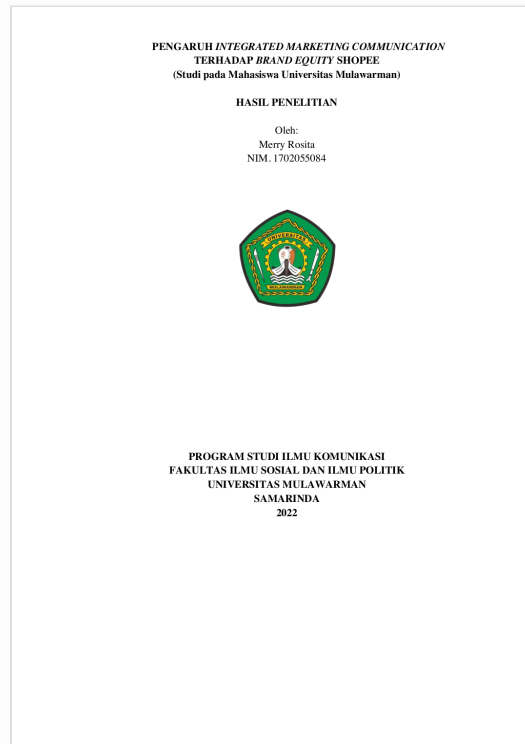 PENGARUH INTEGRATED MARKETING COMMUNICATION
TERHADAP BRAND EQUITY SHOPEE
(Studi pada Mahasiswa Universitas Mulawarman)
HASIL PENELITIAN
Oleh:
Merry Rosita
NIM. 1702055084
UNIVERSITAS
MULAWARMAN
PROGRAM STUDI ILMU KOMUNIKASI
FAKULTAS ILMU SOSIAL DAN ILMU POLITIK
UNIVERSITAS MULAWARMAN
SAMARINDA
2022